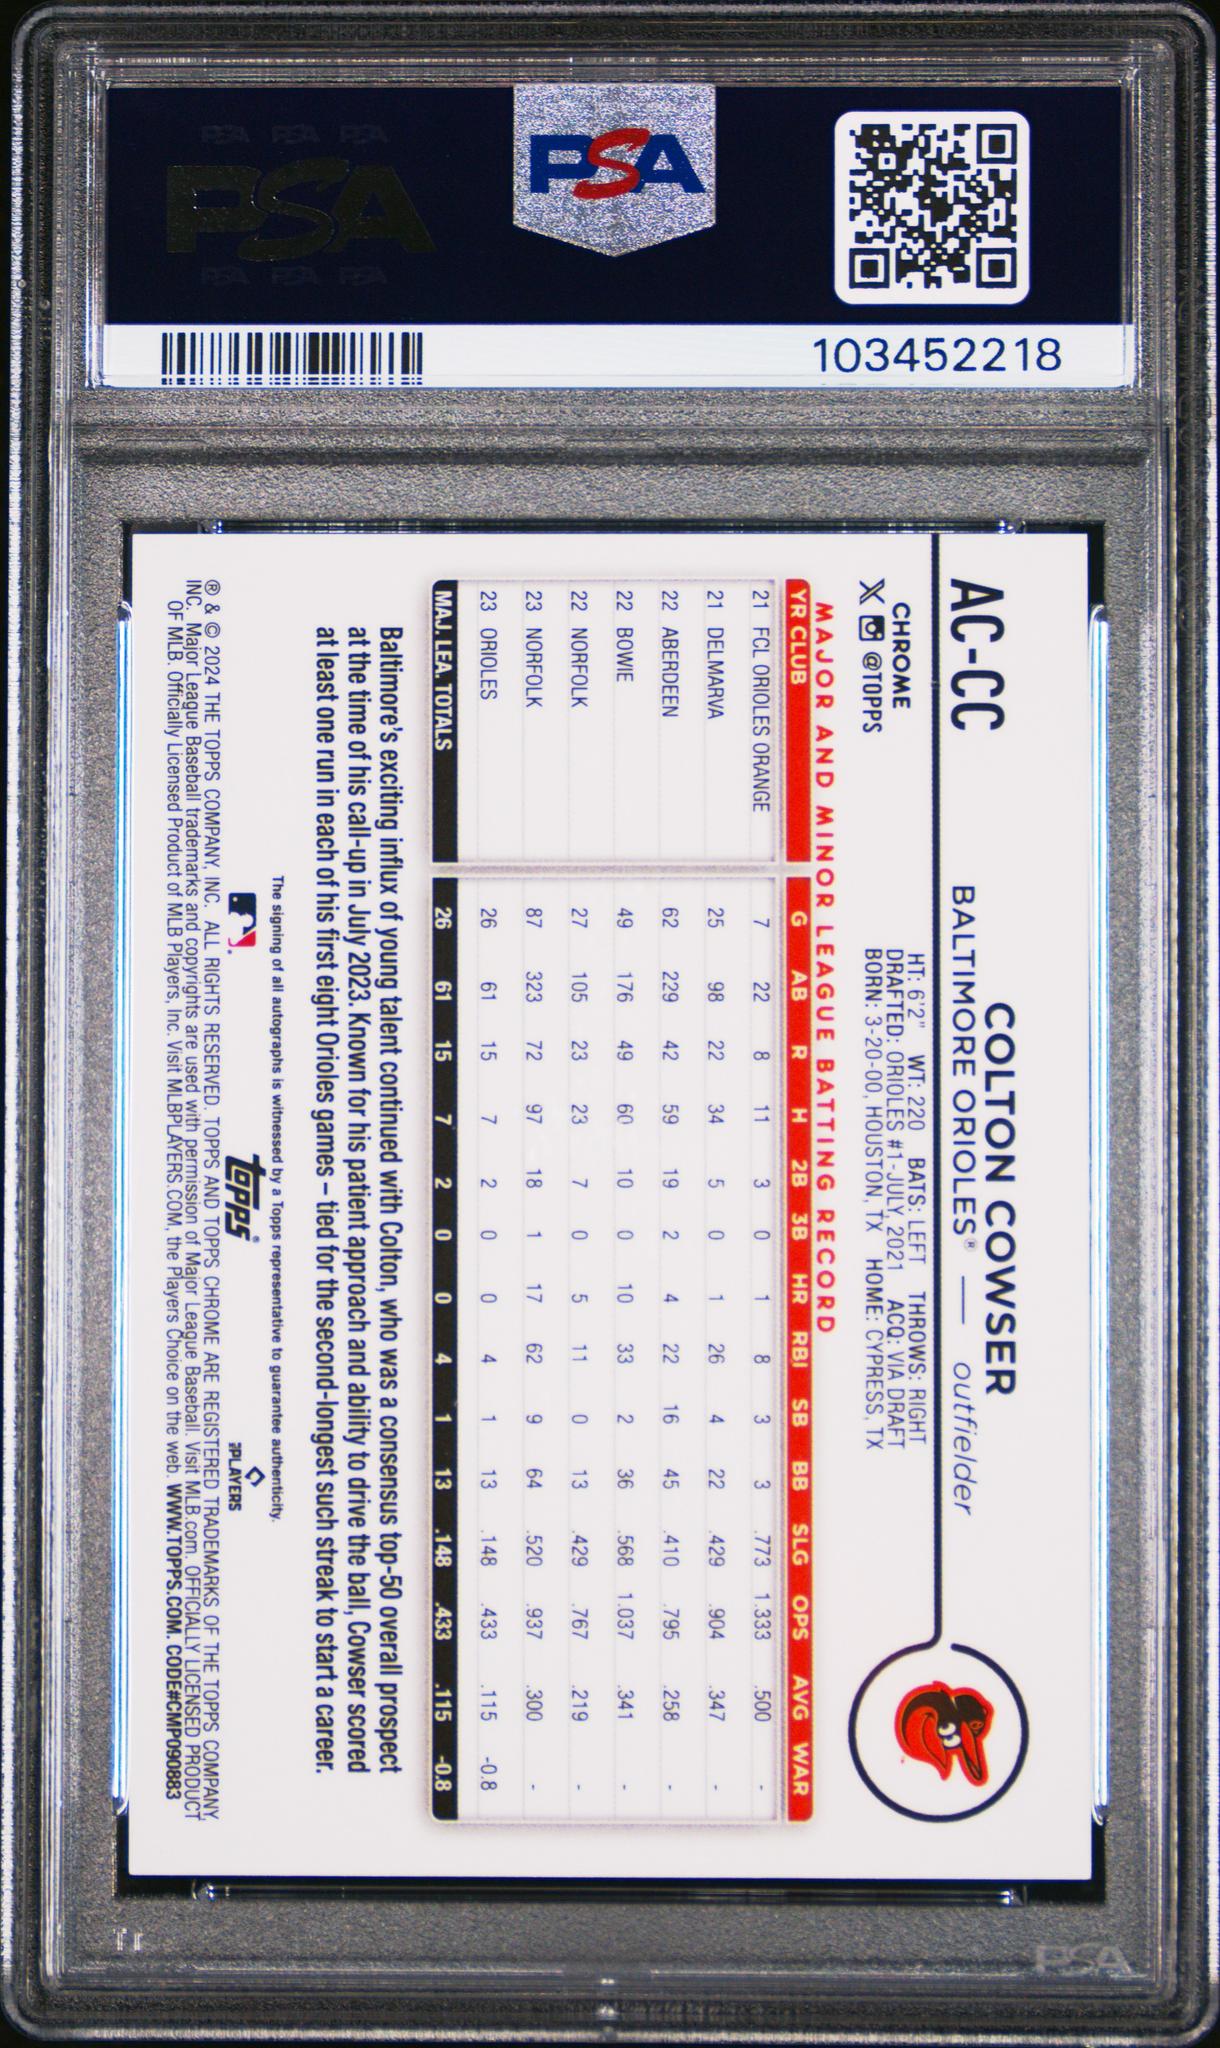 PSA PSA PSA
PSA
PSA PSA PSA
PSA
103452218
AC-CC
COLTON COWSER
BALTIMORE ORIOLES® — outfielder
CHROME
@TOPPS
HT: 6'2" WT: 220 BATS: LEFT THROWS: RIGHT
DRAFTED: ORIOLES #1-JULY, 2021 ACQ: VIA DRAFT
BORN: 3-20-00, HOUSTON, TX HOME: CYPRESS, TX
MAJOR AND MINOR LEAGUE BATTING RECORD
YR CLUB G AB R H 2B 3B HR RBI SB BB SLG OPS AVG WAR
21 FCL ORIOLES ORANGE 7 22 8 11 3 0 1 8 3 3 .773 1.333 .500 -
21 DELMARVA 25 98 22 34 5 0 1 26 4 22 .429 .904 .347 -
22 ABERDEEN 62 229 42 59 19 2 4 22 16 45 .410 .795 .258 -
22 BOWIE 49 176 49 60 10 0 10 33 2 36 .568 1.037 .341 -
22 NORFOLK 27 105 23 23 7 0 5 11 0 13 .429 .767 .219 -
23 NORFOLK 87 323 72 97 18 1 17 62 9 64 .520 .937 .300 -
23 ORIOLES 26 61 15 7 2 0 0 4 1 13 .148 .433 .115 -0.8
MAJ. LEA. TOTALS 26 61 15 7 2 0 0 4 1 13 .148 .433 .115 -0.8
Baltimore's exciting influx of young talent continued with Colton, who was a consensus top-50 overall prospect
at the time of his call-up in July 2023. Known for his patient approach and ability to drive the ball, Cowser scored
at least one run in each of his first eight Orioles games – tied for the second-longest such streak to start a career.
The signing of all autographs is witnessed by a Topps representative to guarantee authenticity.
topps®
PLAYERS
® & © 2024 THE TOPPS COMPANY, INC. ALL RIGHTS RESERVED. TOPPS AND TOPPS CHROME ARE REGISTERED TRADEMARKS OF THE TOPPS COMPANY,
INC. Major League Baseball trademarks and copyrights are used with permission of Major League Baseball. Visit MLB.com. OFFICIALLY LICENSED PRODUCT
OF MLB. Officially Licensed Product of MLB Players, Inc. Visit MLBPLAYERS.COM, the Players Choice on the web. WWW.TOPPS.COM. CODE#CMP090883
PSA